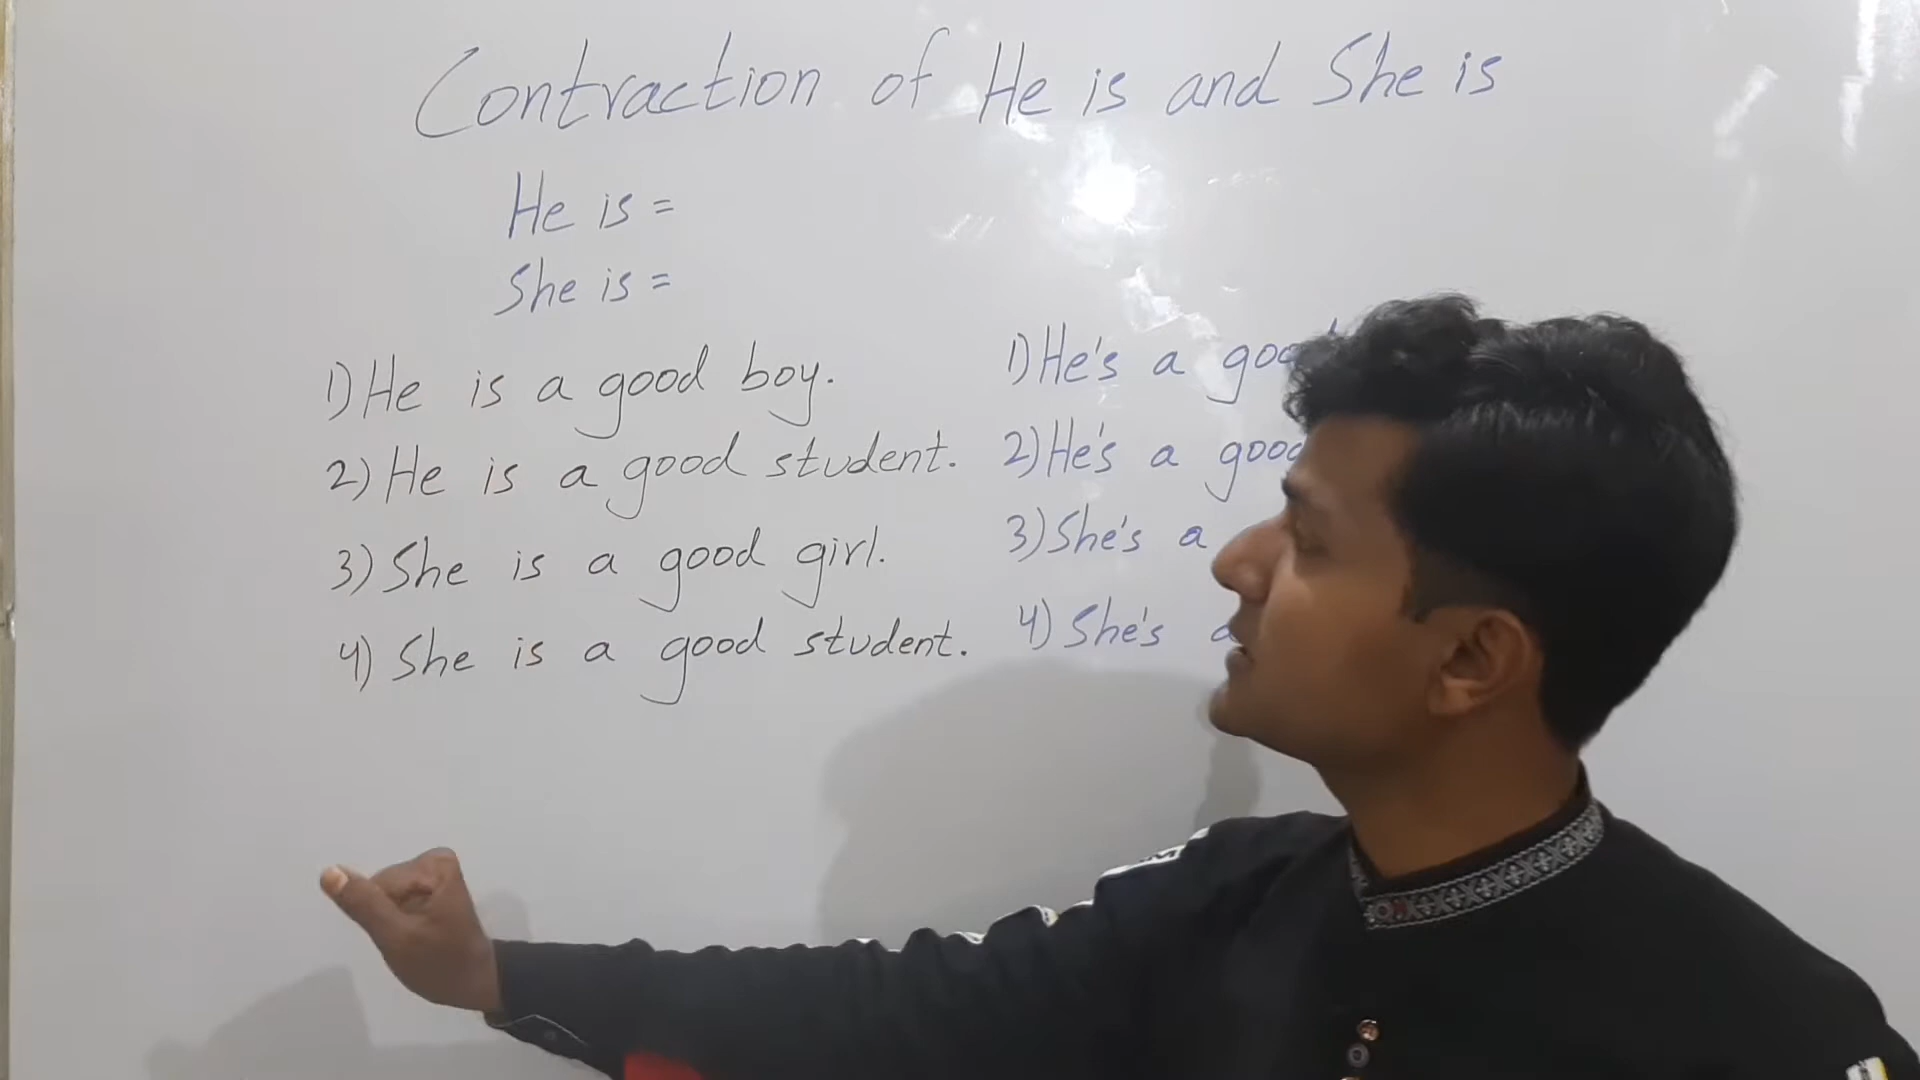 Contraction of He is and She is
He is =
She is =
1) He is a good boy.
2) He is a good student.
3) She is a good girl.
4) She is a good student.
1) He's a
2) He's a good
3) She's a
4) She's